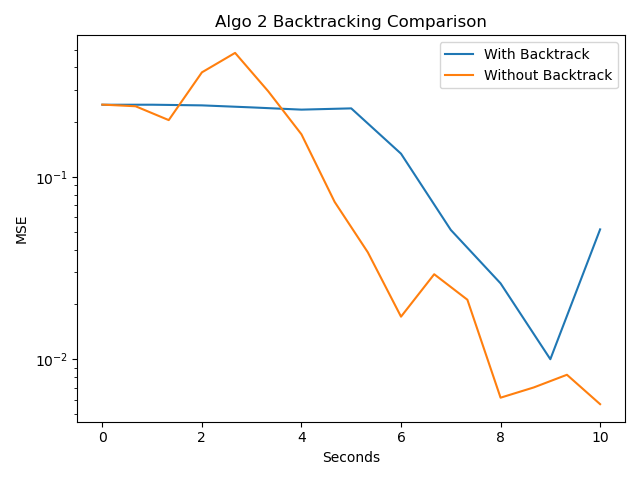 Algo 2 Backtracking Comparison
With Backtrack
Without Backtrack
MSE
10⁻¹
10⁻²
0 2 4 6 8 10
Seconds